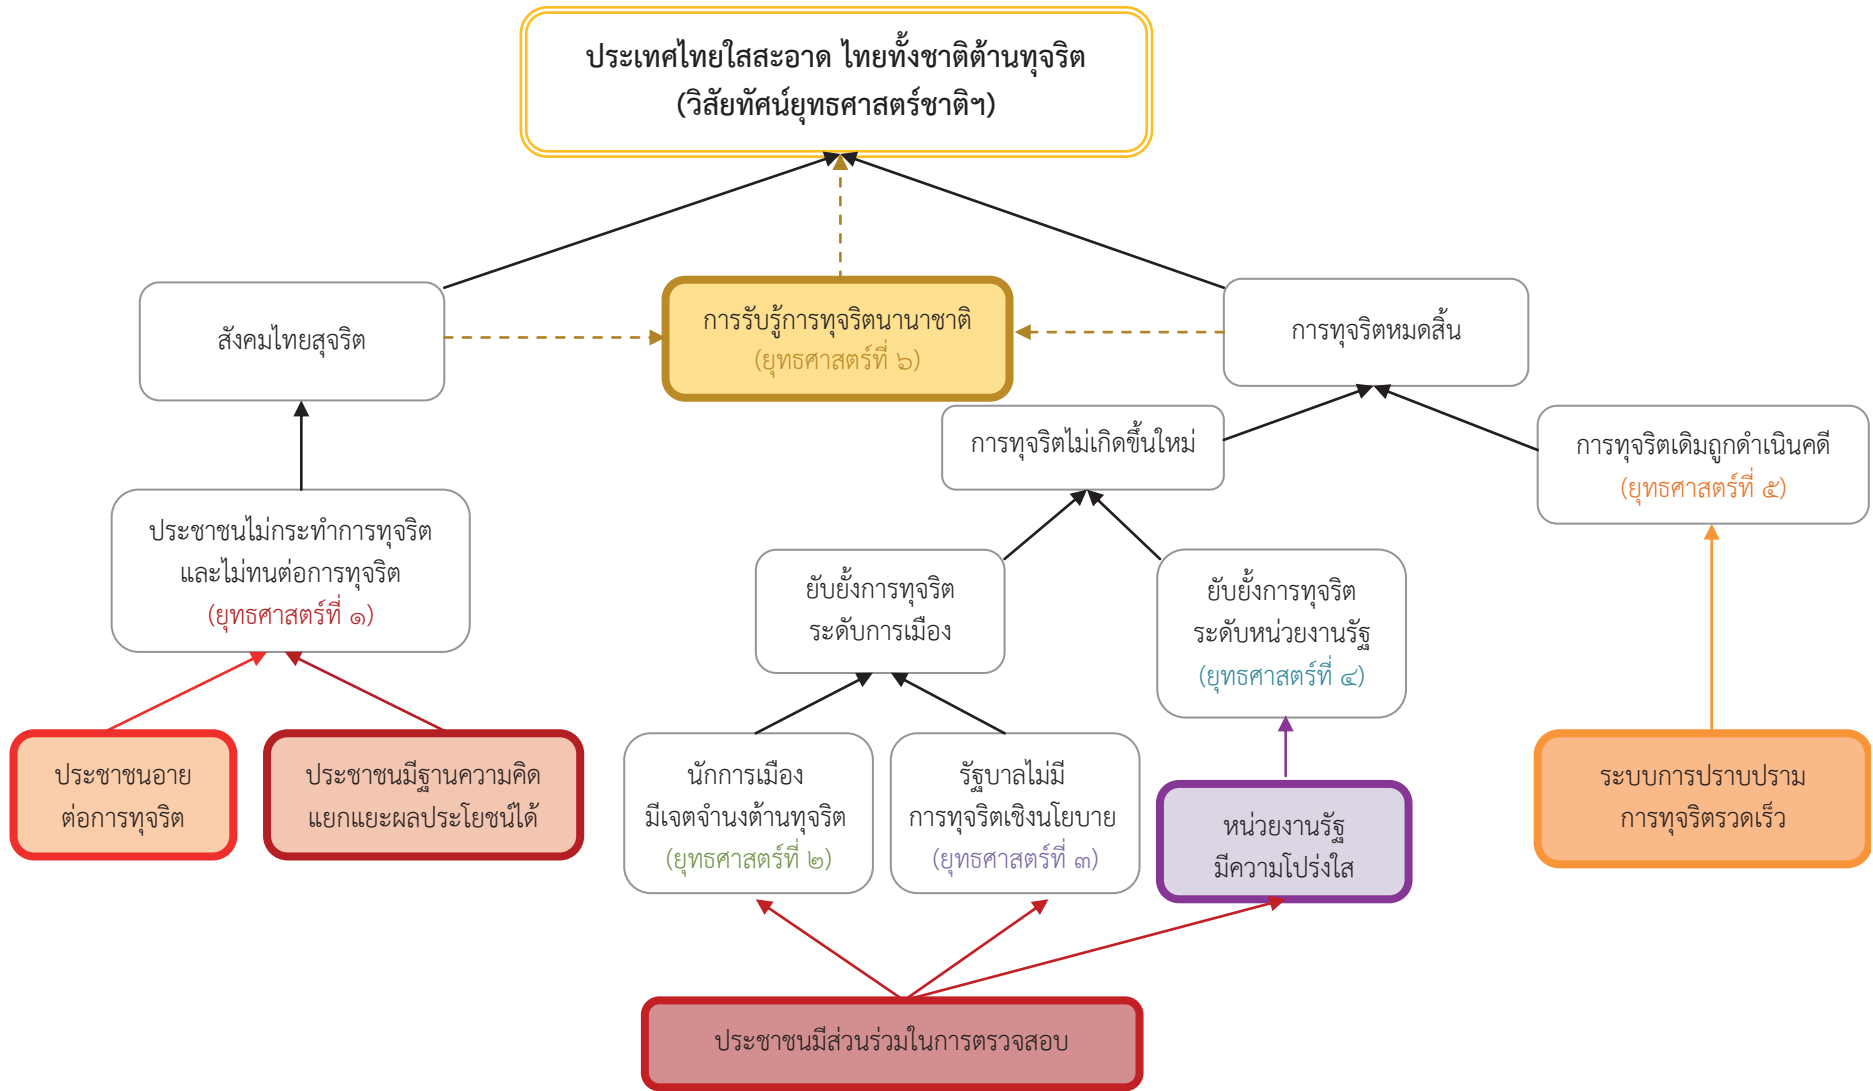 ประเทศไทยใสสะอาด ไทยทั้งชาติต้านทุจริต
(วิสัยทัศน์ยุทธศาสตร์ชาติฯ)
สังคมไทยสุจริต
การรับรู้การทุจริตนานาชาติ
(ยุทธศาสตร์ที่ ๖)
การทุจริตหมดสิ้น
การทุจริตไม่เกิดขึ้นใหม่
การทุจริตเดิมถูกดำเนินคดี
(ยุทธศาสตร์ที่ ๕)
ประชาชนไม่กระทำการทุจริต
และไม่ทนต่อการทุจริต
(ยุทธศาสตร์ที่ ๑)
ยับยั้งการทุจริต
ระดับการเมือง
ยับยั้งการทุจริต
ระดับหน่วยงานรัฐ
(ยุทธศาสตร์ที่ ๔)
ประชาชนอาย
ต่อการทุจริต
ประชาชนมีฐานความคิด
แยกแยะผลประโยชน์ได้
นักการเมือง
มีเจตจำนงต้านทุจริต
(ยุทธศาสตร์ที่ ๒)
รัฐบาลไม่มี
การทุจริตเชิงนโยบาย
(ยุทธศาสตร์ที่ ๓)
หน่วยงานรัฐ
มีความโปร่งใส
ระบบการปราบปราม
การทุจริตรวดเร็ว
ประชาชนมีส่วนร่วมในการตรวจสอบ